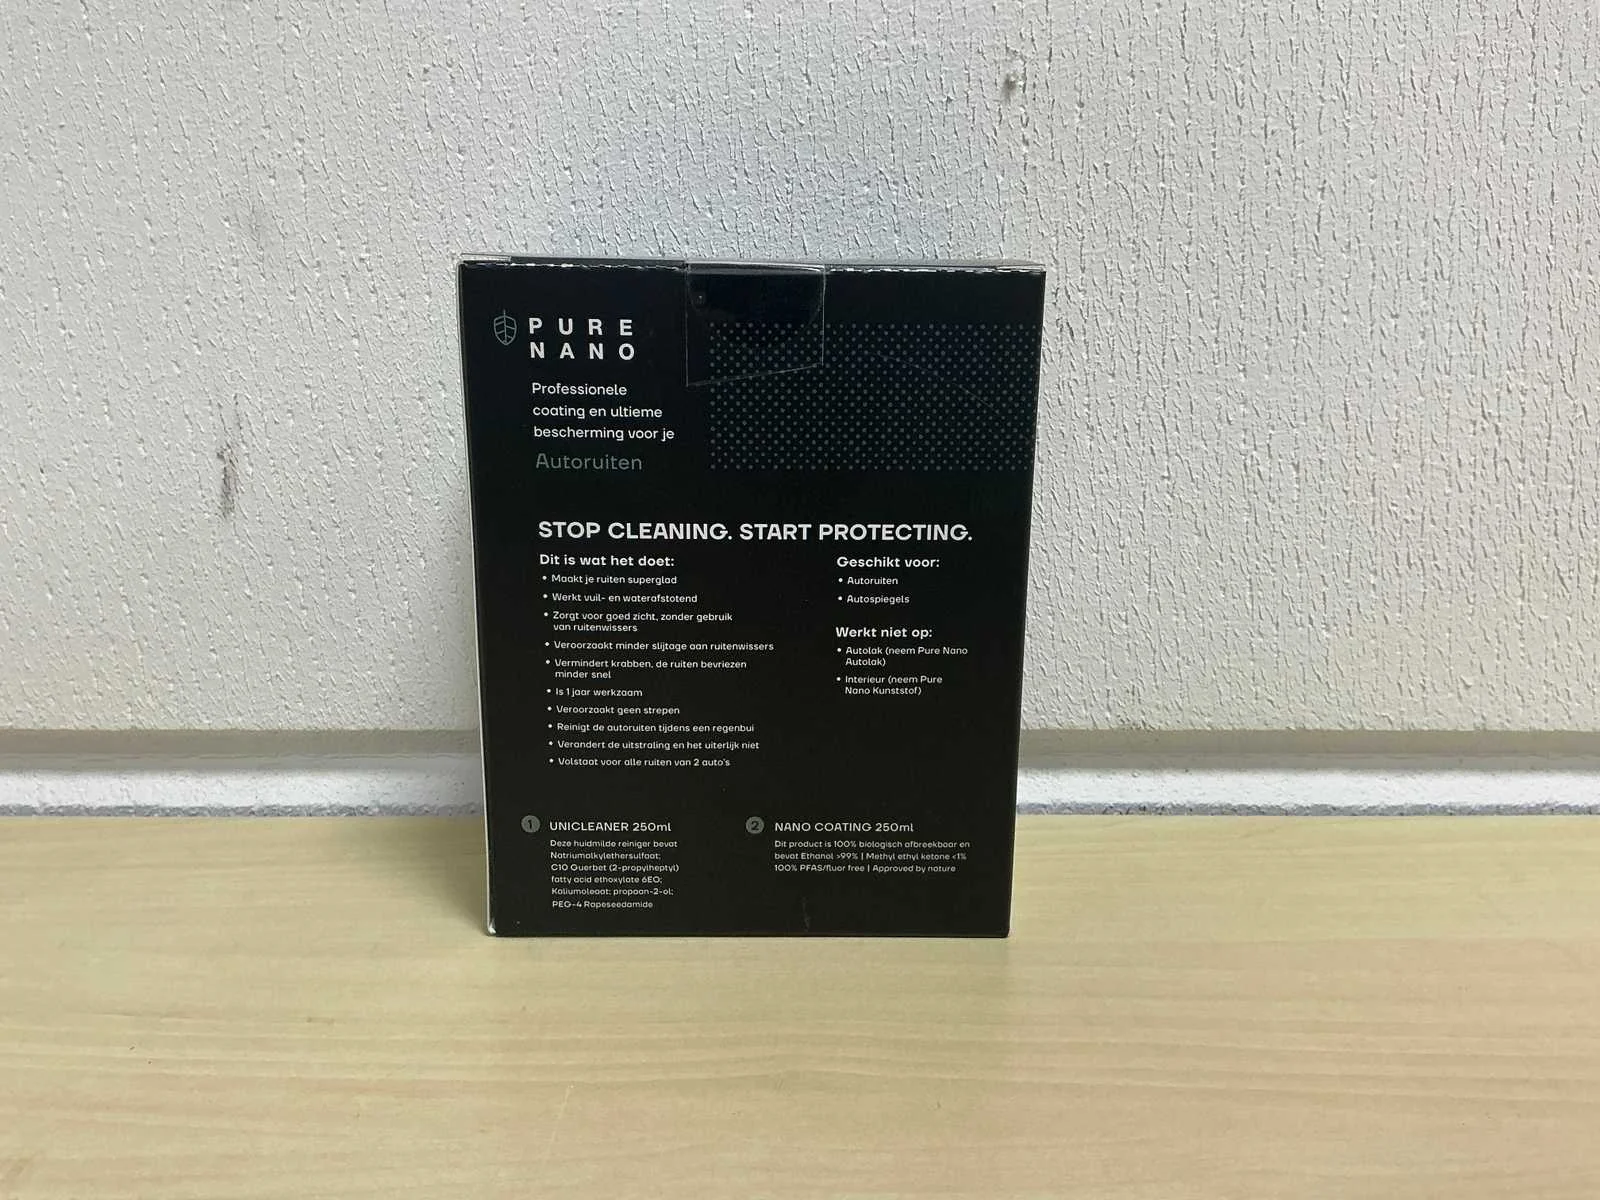 PURE
NANO
Professionele
coating en ultieme
bescherming voor je
Autoruiten
STOP CLEANING. START PROTECTING.
Dit is wat het doet:
• Maakt je ruiten superglad
• Werkt vuil- en waterafstotend
• Zorgt voor goed zicht, zonder gebruik
van ruitenwissers
• Veroorzaakt minder slijtage aan ruitenwissers
• Vermindert krabben, de ruiten bevriezen
minder snel
• Is 1 jaar werkzaam
• Veroorzaakt geen strepen
• Reinigt de autoruiten tijdens een regenbui
• Verandert de uitstraling en het uiterlijk niet
• Volstaat voor alle ruiten van 2 auto's
Geschikt voor:
• Autoruiten
• Autospiegels
Werkt niet op:
• Autolak (neem Pure Nano
Autolak)
• Interieur (neem Pure
Nano Kunststof)
1 UNICLEANER 250ml
Deze huidmilde reiniger bevat
Natriumalkylethersulfaat;
C10 Guerbet (2-propylheptyl)
fatty acid ethoxylate 6EO;
Kaliumoleaat; propaan-2-ol;
PEG-4 Rapeseedamide
2 NANO COATING 250ml
Dit product is 100% biologisch afbreekbaar en
bevat Ethanol >99% | Methyl ethyl ketone <1%
100% PFAS/fluor free | Approved by nature